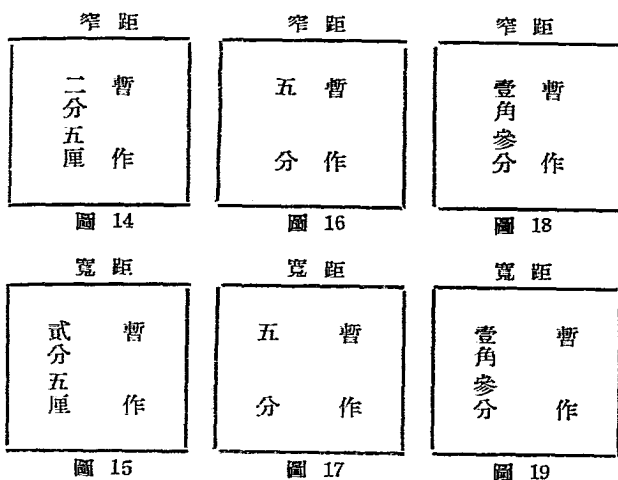 窄距
暫作
二分五厘
圖 14
窄距
暫作
五分
圖 16
窄距
暫作
壹角參分
圖 18
寬距
暫作
貳分五厘
圖 15
寬距
暫作
五分
圖 17
寬距
暫作
壹角參分
圖 19